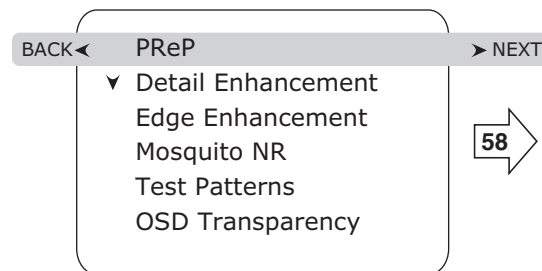 BACK PReP NEXT
Detail Enhancement
Edge Enhancement
Mosquito NR
58
Test Patterns
OSD Transparency